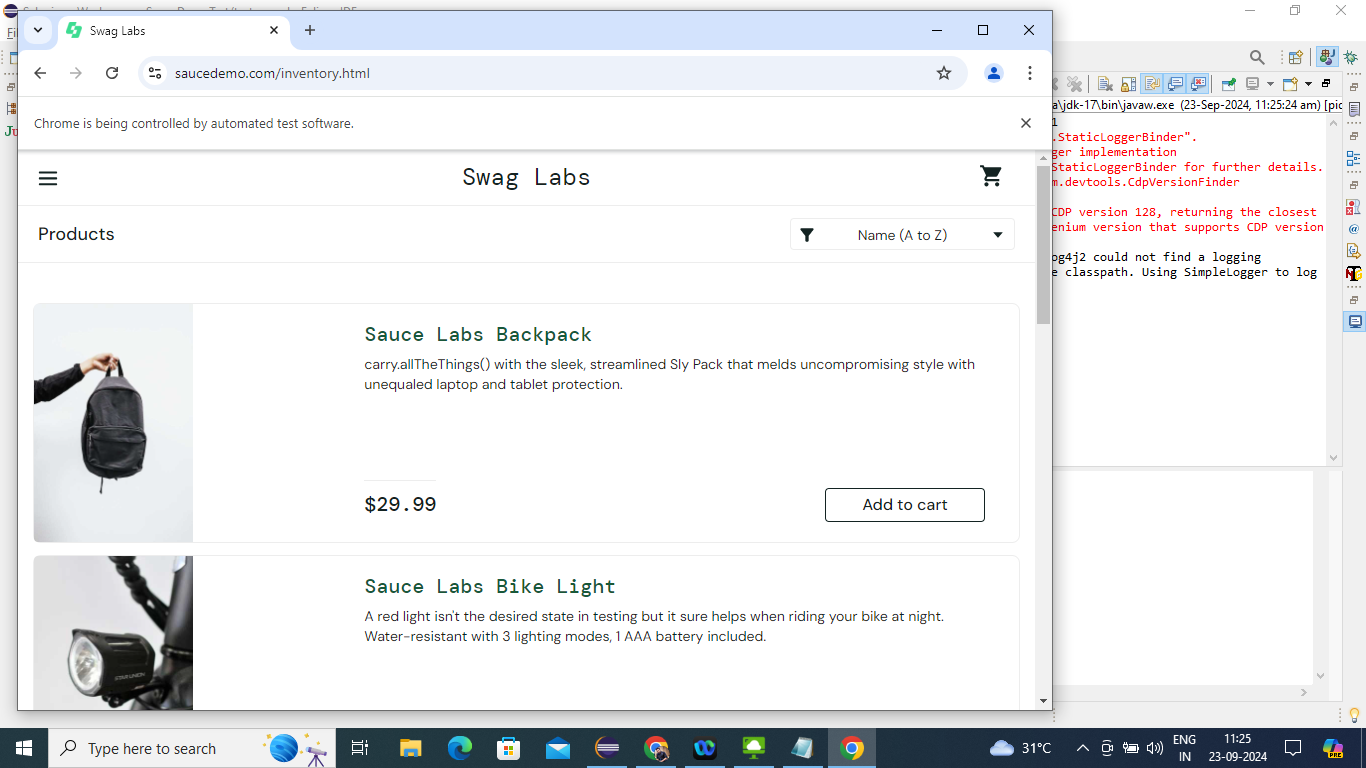 Swag Labs
saucedemo.com/inventory.html
Chrome is being controlled by automated test software.
Swag Labs
Products
Name (A to Z)
Sauce Labs Backpack
carry.allTheThings() with the sleek, streamlined Sly Pack that melds uncompromising style with
unequaled laptop and tablet protection.
$29.99
Add to cart
Sauce Labs Bike Light
A red light isn't the desired state in testing but it sure helps when riding your bike at night.
Water-resistant with 3 lighting modes, 1 AAA battery included.
a\jdk-17\bin\javaw.exe (23-Sep-2024, 11:25:24 am) [pic
1
.StaticLoggerBinder".
ger implementation
StaticLoggerBinder for further details.
m.devtools.CdpVersionFinder
CDP version 128, returning the closest
enium version that supports CDP version
og4j2 could not find a logging
e classpath. Using SimpleLogger to log
Fi
Ju
Type here to search
31°C
ENG
IN
11:25
23-09-2024
PRE